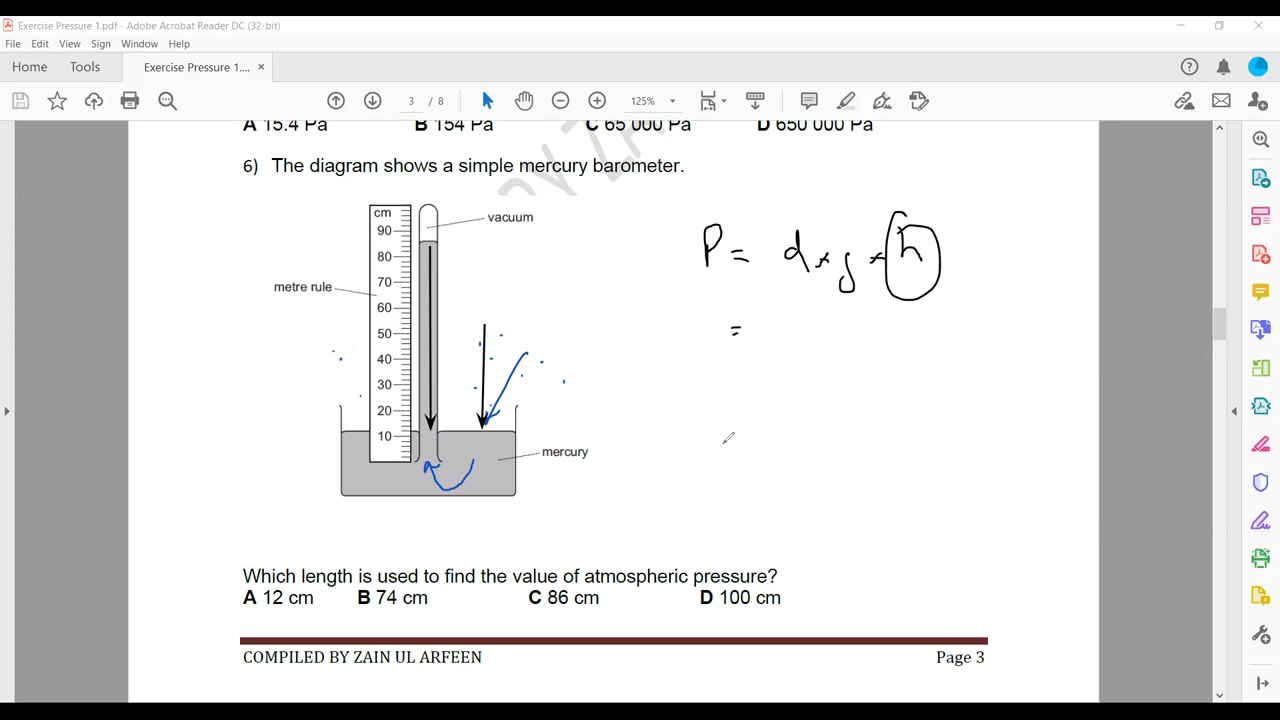 Exercise Pressure 1.pdf - Adobe Acrobat Reader DC (32-bit)
File Edit View Sign Window Help
Home Tools Exercise Pressure 1.... ×
3 / 8 125%
A 15.4 Pa B 154 Pa C 65 000 Pa D 650 000 Pa
6) The diagram shows a simple mercury barometer.
cm
90
80
70
60
50
40
30
20
10
vacuum
metre rule
mercury
P = d × g × h
=
Which length is used to find the value of atmospheric pressure?
A 12 cm B 74 cm C 86 cm D 100 cm
COMPILED BY ZAIN UL ARFEEN Page 3